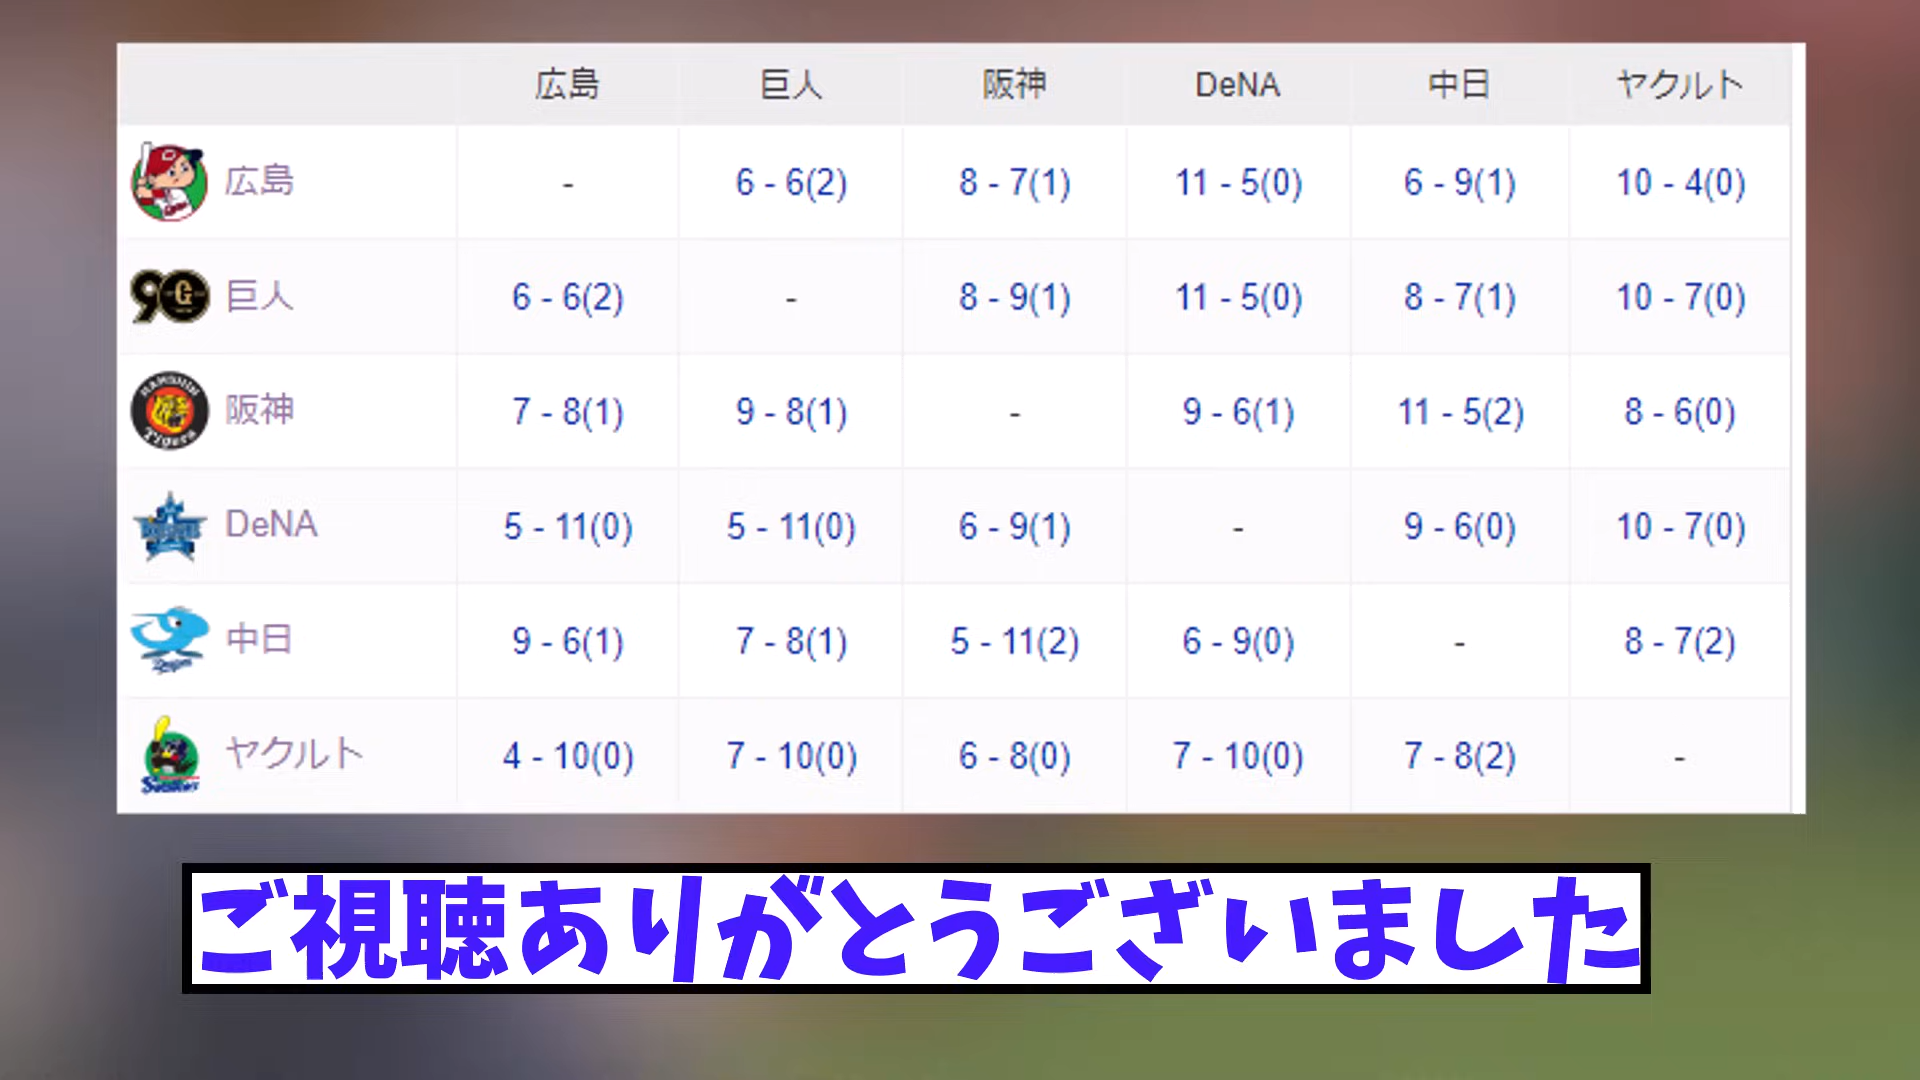 広島 巨人 阪神 DeNA 中日 ヤクルト
広島 - 6 - 6(2) 8 - 7(1) 11 - 5(0) 6 - 9(1) 10 - 4(0)
90 G 巨人 6 - 6(2) - 8 - 9(1) 11 - 5(0) 8 - 7(1) 10 - 7(0)
HANSHIN Tigers 阪神 7 - 8(1) 9 - 8(1) - 9 - 6(1) 11 - 5(2) 8 - 6(0)
DeNA 5 - 11(0) 5 - 11(0) 6 - 9(1) - 9 - 6(0) 10 - 7(0)
Dragons 中日 9 - 6(1) 7 - 8(1) 5 - 11(2) 6 - 9(0) - 8 - 7(2)
Swallows ヤクルト 4 - 10(0) 7 - 10(0) 6 - 8(0) 7 - 10(0) 7 - 8(2) -
ご視聴ありがとうございました